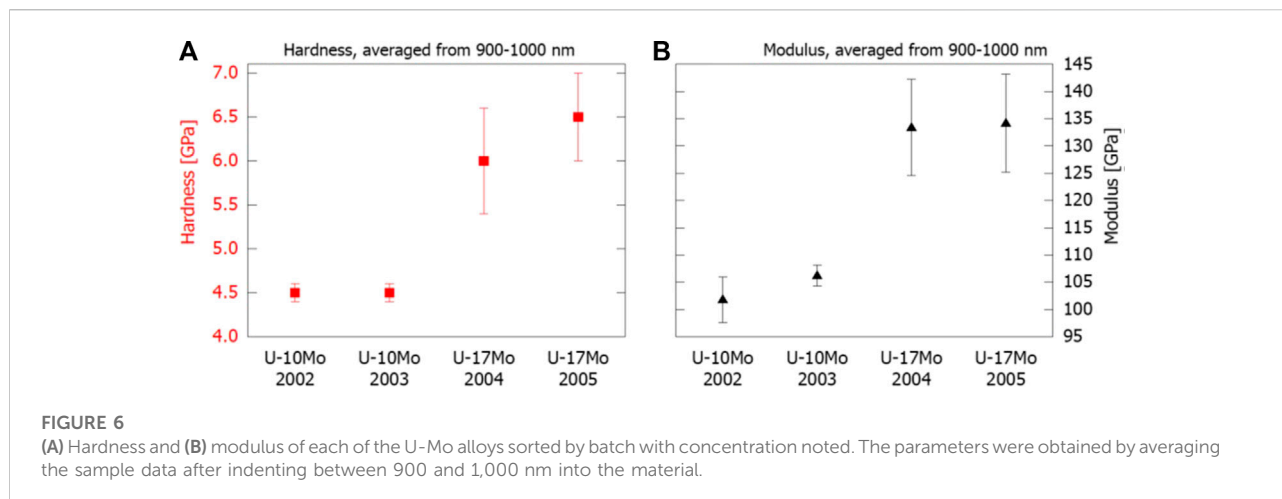 A
Hardness, averaged from 900-1000 nm
Hardness [GPa]
7.0
6.5
6.0
5.5
5.0
4.5
4.0
U-10Mo U-10Mo U-17Mo U-17Mo
2002 2003 2004 2005
B
Modulus, averaged from 900-1000 nm
145
140
135
130
125
120
115
110
105
100
95
Modulus [GPa]
U-10Mo U-10Mo U-17Mo U-17Mo
2002 2003 2004 2005
FIGURE 6
(A) Hardness and (B) modulus of each of the U-Mo alloys sorted by batch with concentration noted. The parameters were obtained by averaging
the sample data after indenting between 900 and 1,000 nm into the material.